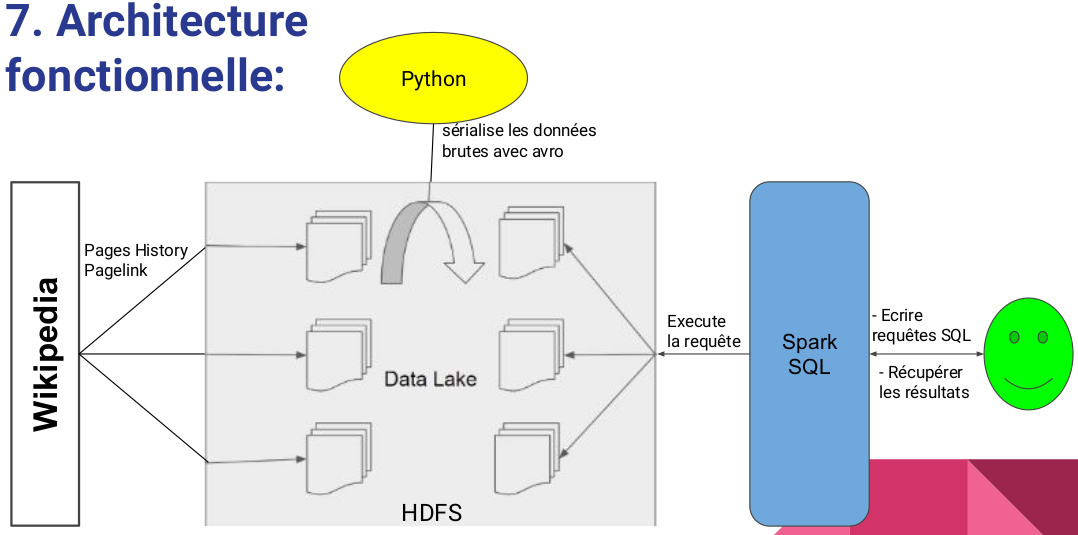 7. Architecture
fonctionnelle:
Python
sérialise les données
brutes avec avro
Wikipedia
Pages History
Pagelink
Data Lake
HDFS
Execute
la requête
Spark
SQL
- Ecrire
requêtes SQL
- Récupérer
les résultats